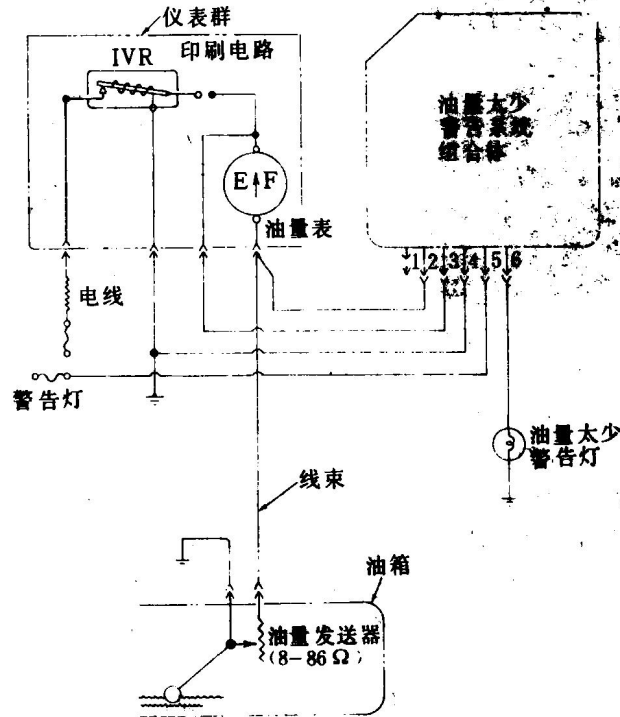 仪表群
印刷电路
IVR
E F
油量表
油量太少
警告系统
组合体
1 2 3 4 5 6
电线
警告灯
油量太少
警告灯
线束
油箱
油量发送器
(8-86Ω)